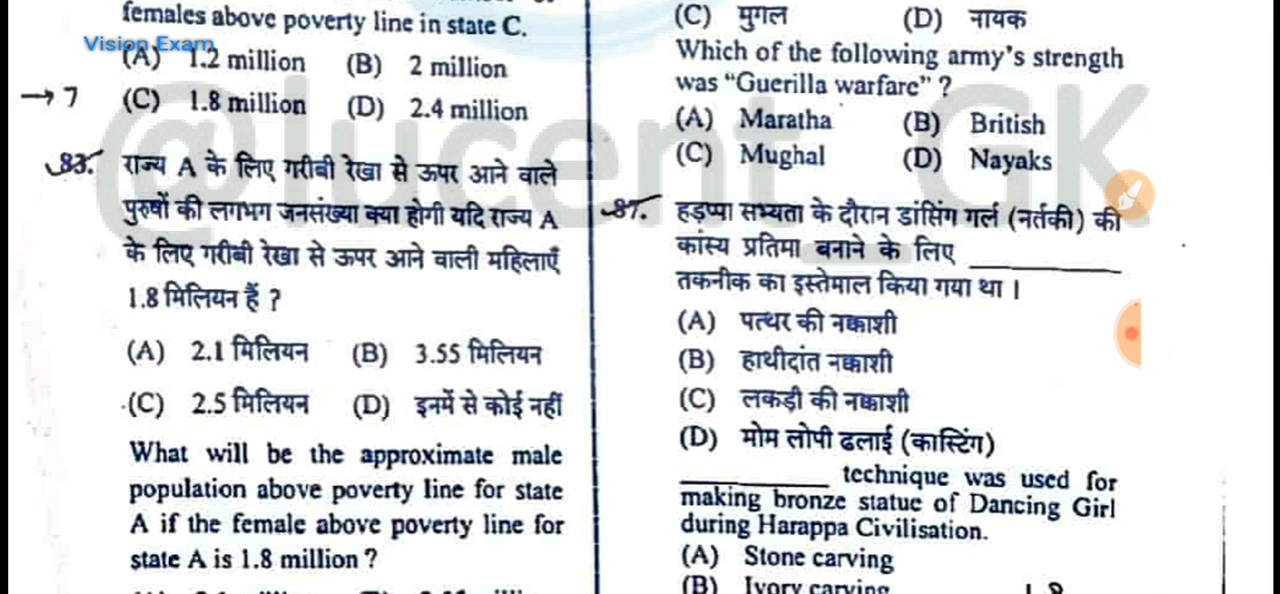 females above poverty line in state C.
Vision Exam
(A) 1.2 million (B) 2 million
→ 7 (C) 1.8 million (D) 2.4 million
83. राज्य A के लिए गरीबी रेखा से ऊपर आने वाले
पुरुषों की लगभग जनसंख्या क्या होगी यदि राज्य A
के लिए गरीबी रेखा से ऊपर आने वाली महिलाएँ
1.8 मिलियन हैं ?
(A) 2.1 मिलियन (B) 3.55 मिलियन
(C) 2.5 मिलियन (D) इनमें से कोई नहीं
What will be the approximate male
population above poverty line for state
A if the female above poverty line for
state A is 1.8 million ?
(C) मुगल (D) नायक
Which of the following army's strength
was "Guerilla warfare" ?
(A) Maratha (B) British
(C) Mughal (D) Nayaks
87. हड़प्पा सभ्यता के दौरान डांसिंग गर्ल (नर्तकी) की
कांस्य प्रतिमा बनाने के लिए ____________
तकनीक का इस्तेमाल किया गया था ।
(A) पत्थर की नक्काशी
(B) हाथीदांत नक्काशी
(C) लकड़ी की नक्काशी
(D) मोम लोपी ढलाई (कास्टिंग)
____________ technique was used for
making bronze statue of Dancing Girl
during Harappa Civilisation.
(A) Stone carving
(B) Ivory carving
@lucent_GK